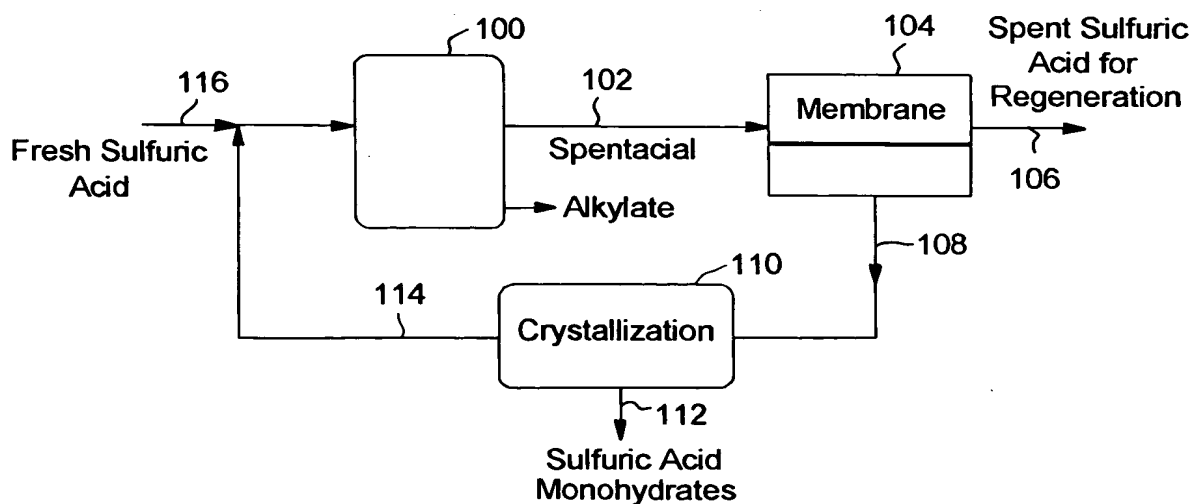 100
104
Spent Sulfuric
Acid for
Regeneration
116
102
Membrane
Fresh Sulfuric
Acid
Spentacial
106
Alkylate
108
110
114
Crystallization
112
Sulfuric Acid
Monohydrates